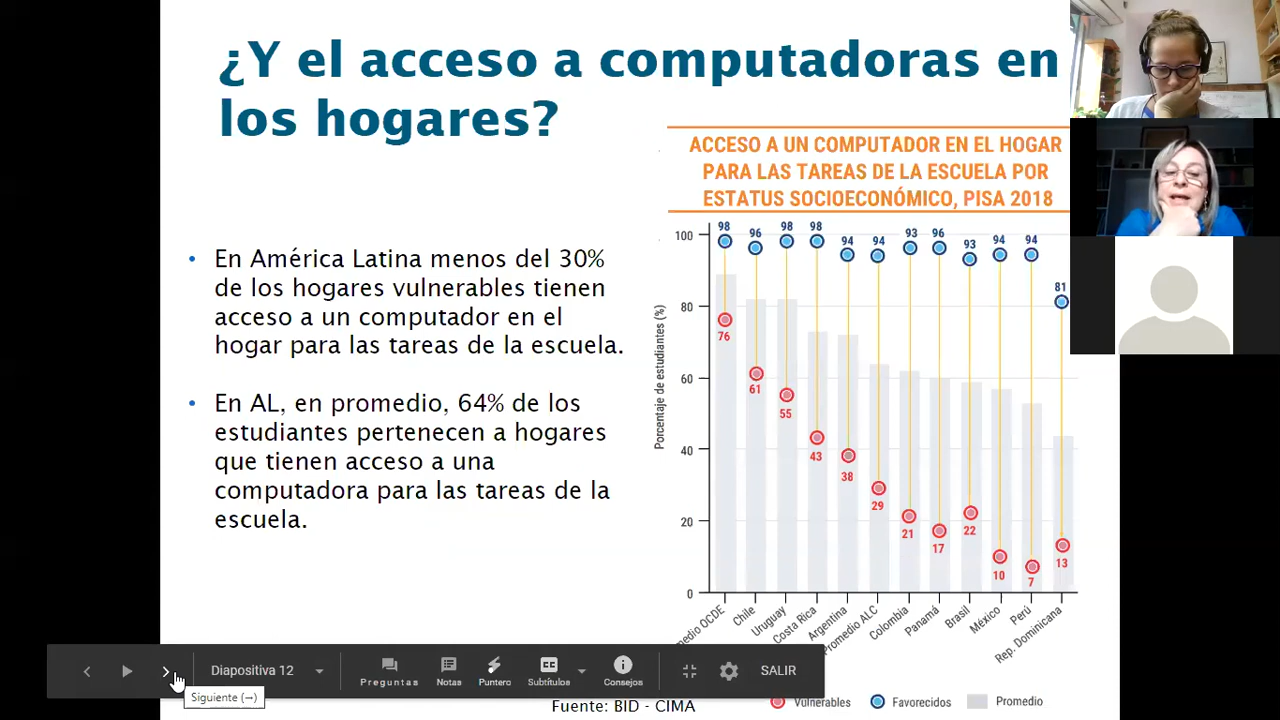 ¿Y el acceso a computadoras en
los hogares?
ACCESO A UN COMPUTADOR EN EL HOGAR
PARA LAS TAREAS DE LA ESCUELA POR
ESTATUS SOCIOECONÓMICO, PISA 2018
• En América Latina menos del 30%
de los hogares vulnerables tienen
acceso a un computador en el
hogar para las tareas de la escuela.
• En AL, en promedio, 64% de los
estudiantes pertenecen a hogares
que tienen acceso a una
computadora para las tareas de la
escuela.
Porcentaje de estudiantes (%)
100
80
60
40
20
0
98 96 98 98 94 94 93 96 93 94 94 81
76 61 55 43 38 29 21 17 22 10 7 13
edio OCDE
Chile
Uruguay
Costa Rica
Argentina
Promedio ALC
Colombia
Panamá
Brasil
México
Perú
Rep. Dominicana
Vulnerables Favorecidos Promedio
Fuente: BID - CIMA
Diapositiva 12 Preguntas Notas Puntero Subtítulos Consejos SALIR
Siguiente (→)